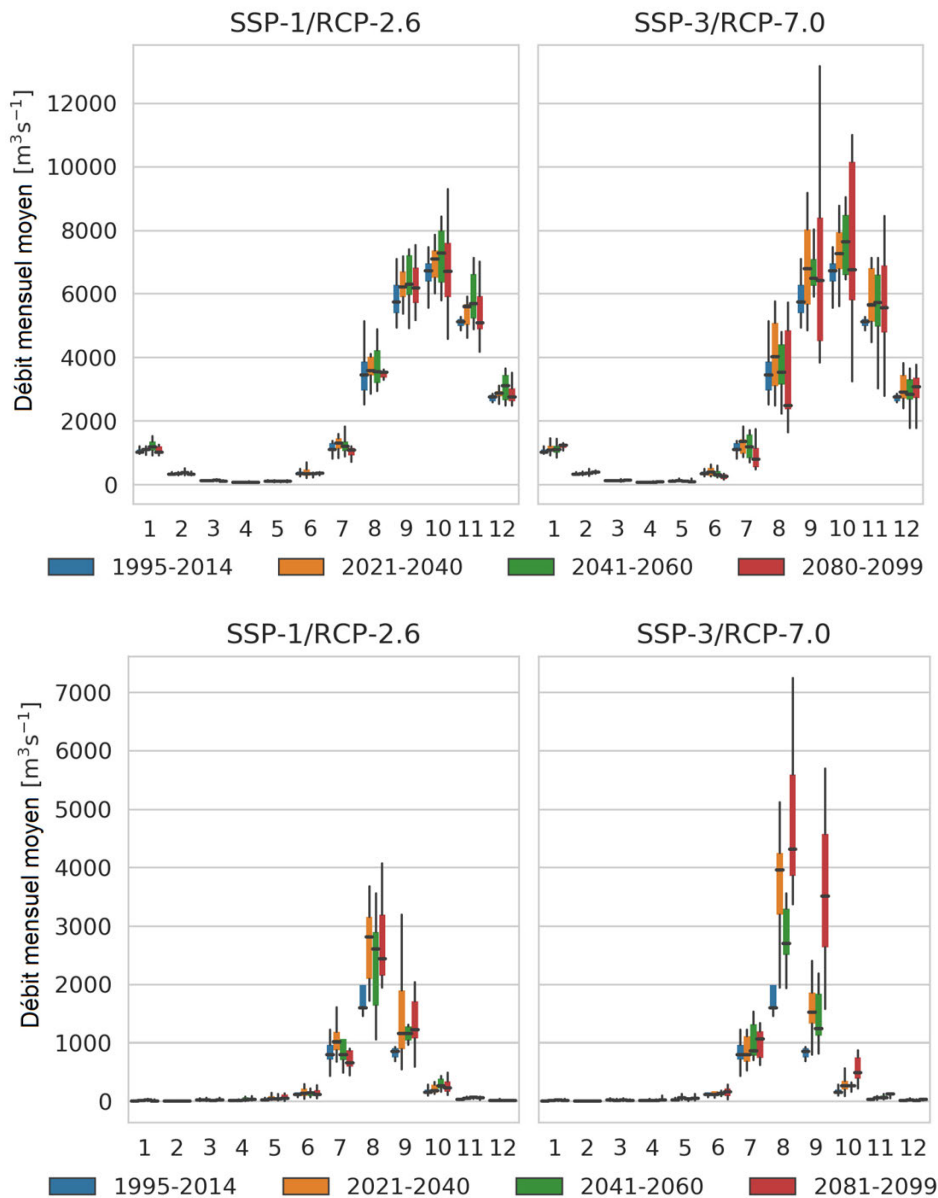 SSP-1/RCP-2.6 SSP-3/RCP-7.0
Débit mensuel moyen [m³s⁻¹]
12000
10000
8000
6000
4000
2000
0
1 2 3 4 5 6 7 8 9 10 11 12 1 2 3 4 5 6 7 8 9 10 11 12
1995-2014 2021-2040 2041-2060 2080-2099
SSP-1/RCP-2.6 SSP-3/RCP-7.0
Débit mensuel moyen [m³s⁻¹]
7000
6000
5000
4000
3000
2000
1000
0
1 2 3 4 5 6 7 8 9 10 11 12 1 2 3 4 5 6 7 8 9 10 11 12
1995-2014 2021-2040 2041-2060 2081-2099